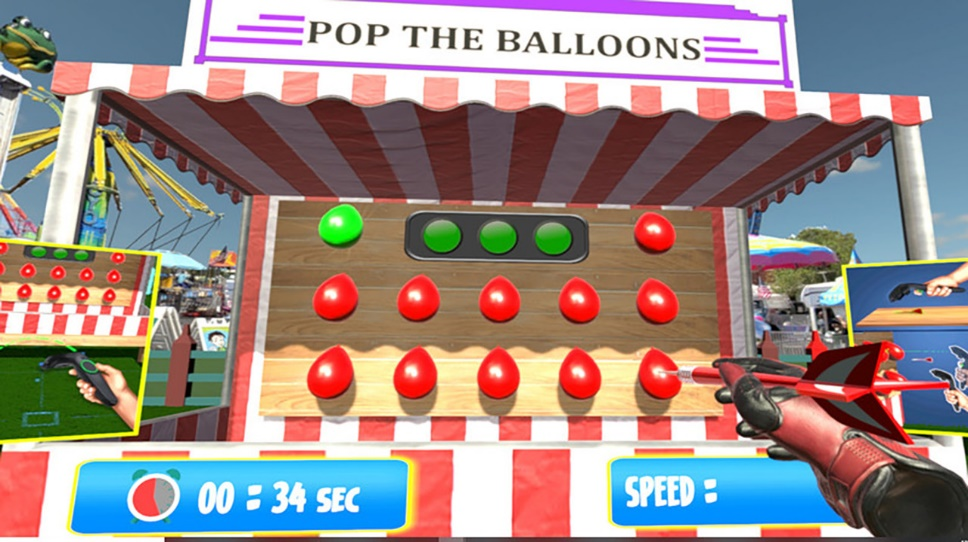 POP THE BALLOONS
00 : 34 SEC
SPEED :